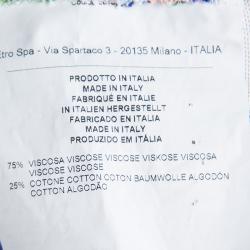 Etro Spa - Via Spartaco 3 - 20135 Milano - ITALIA
PRODOTTO IN ITALIA
MADE IN ITALY
FABRIQUÉ EN ITALIE
IN ITALIEN HERGESTELLT
FABRICADO EN ITALIA
MADE IN ITALY
PRODUZIDO EM ITÁLIA
75% VISCOSA VISCOSE VISCOSE VISKOSE VISCOSA
VISCOSE VISCOSE
25% COTONE COTTON COTON BAUMWOLLE ALGODÓN
COTTON ALGODÃO